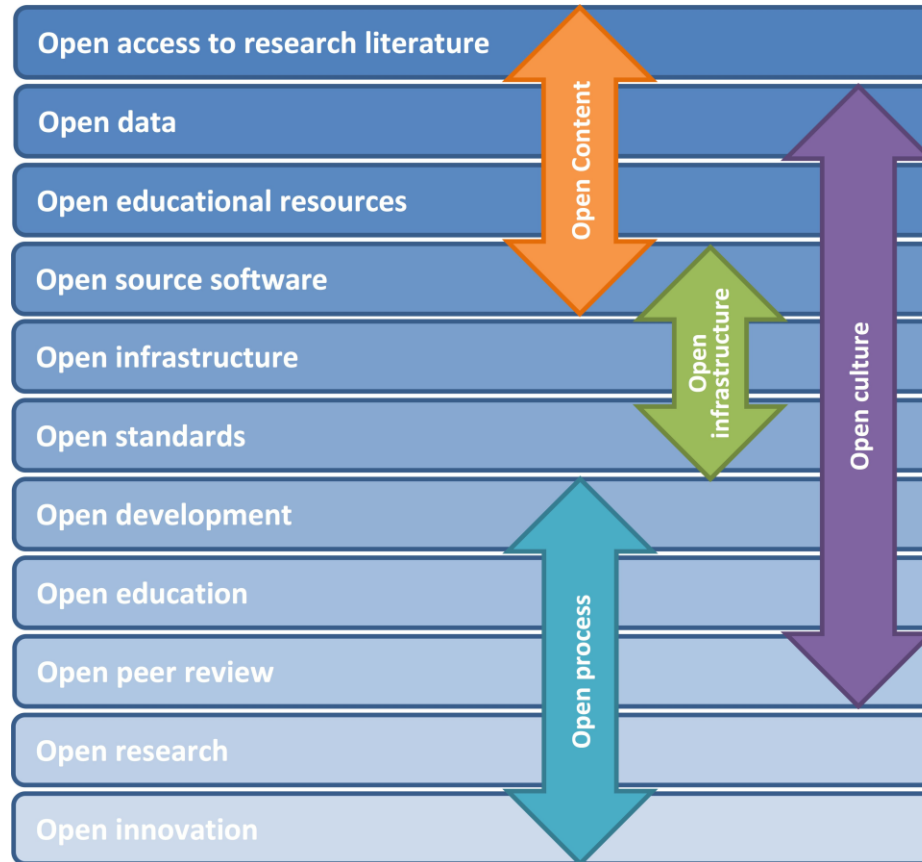 Open access to research literature
Open data
Open educational resources
Open source software
Open infrastructure
Open standards
Open development
Open education
Open peer review
Open research
Open innovation
Open Content
Open
infrastructure
Open culture
Open process